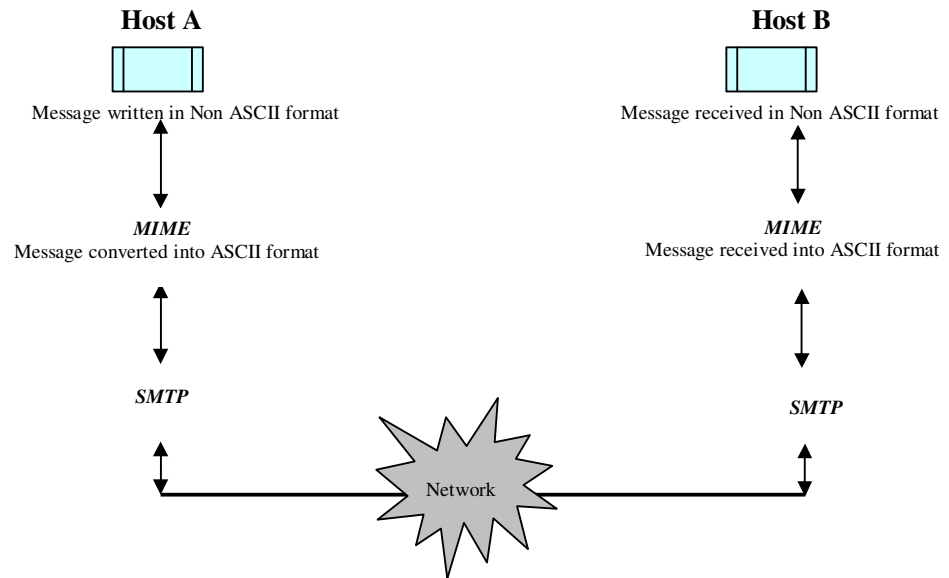 Host A
Host B
Message written in Non ASCII format
Message received in Non ASCII format
MIME
Message converted into ASCII format
MIME
Message received into ASCII format
SMTP
SMTP
Network